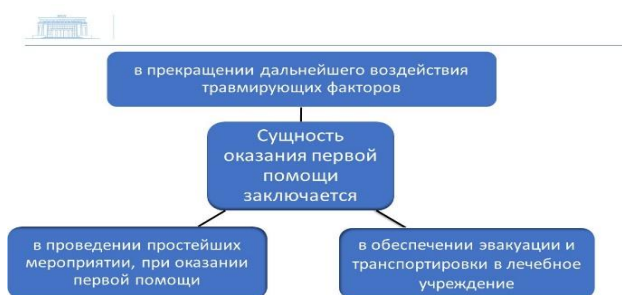 в прекращении дальнейшего воздействия
травмирующих факторов
Сущность
оказания первой
помощи
заключается
в проведении простейших
мероприятии, при оказании
первой помощи
в обеспечении эвакуации и
транспортировки в лечебное
учреждение